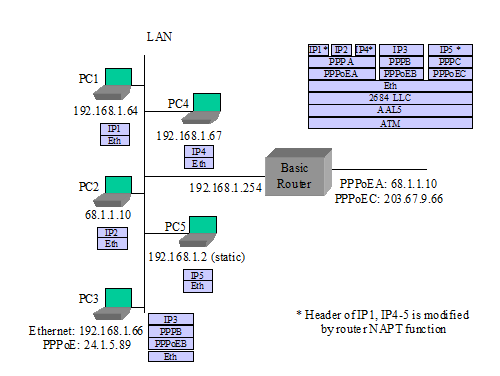 LAN
IP1* IP2 IP4* IP3 IP5 *
PPPA PPPB PPPC
PPPoEA PPPoEB PPPoEC
Eth
2684 LLC
AAL5
ATM
PC1
192.168.1.64
IP1
Eth
PC4
192.168.1.67
IP4
Eth
Basic
Router
192.168.1.254
PPPoEA: 68.1.1.10
PPPoEC: 203.67.9.66
PC2
68.1.1.10
IP2
Eth
PC5
192.168.1.2 (static)
IP5
Eth
PC3
Ethernet: 192.168.1.66
PPPoE: 24.1.5.89
IP3
PPPB
PPPoEB
Eth
* Header of IP1, IP4-5 is modified
by router NAPT function